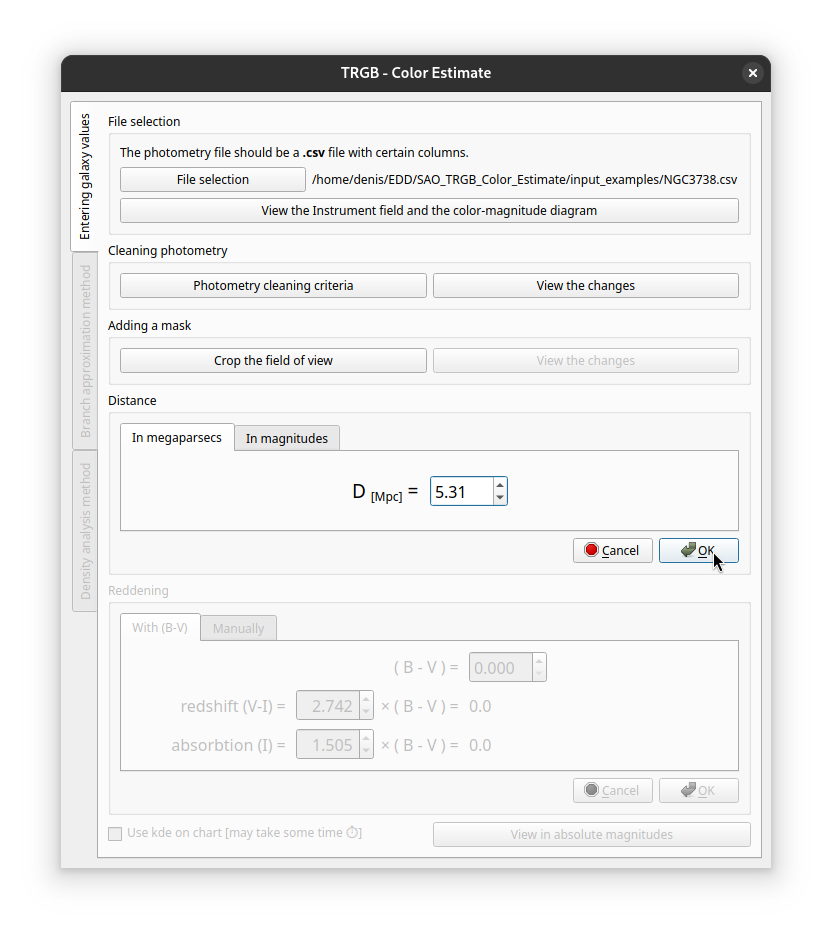 TRGB - Color Estimate
Entering galaxy values
Branch approximation method
Density analysis method
File selection
The photometry file should be a .csv file with certain columns.
File selection /home/denis/EDD/SAO_TRGB_Color_Estimate/input_examples/NGC3738.csv
View the Instrument field and the color-magnitude diagram
Cleaning photometry
Photometry cleaning criteria View the changes
Adding a mask
Crop the field of view View the changes
Distance
In megaparsecs In magnitudes
D [Mpc] = 5.31
Cancel OK
Reddening
With (B-V) Manually
( B - V ) = 0.000
redshift (V-I) = 2.742 × ( B - V ) = 0.0
absorbtion (I) = 1.505 × ( B - V ) = 0.0
Cancel OK
Use kde on chart [may take some time ⏱] View in absolute magnitudes